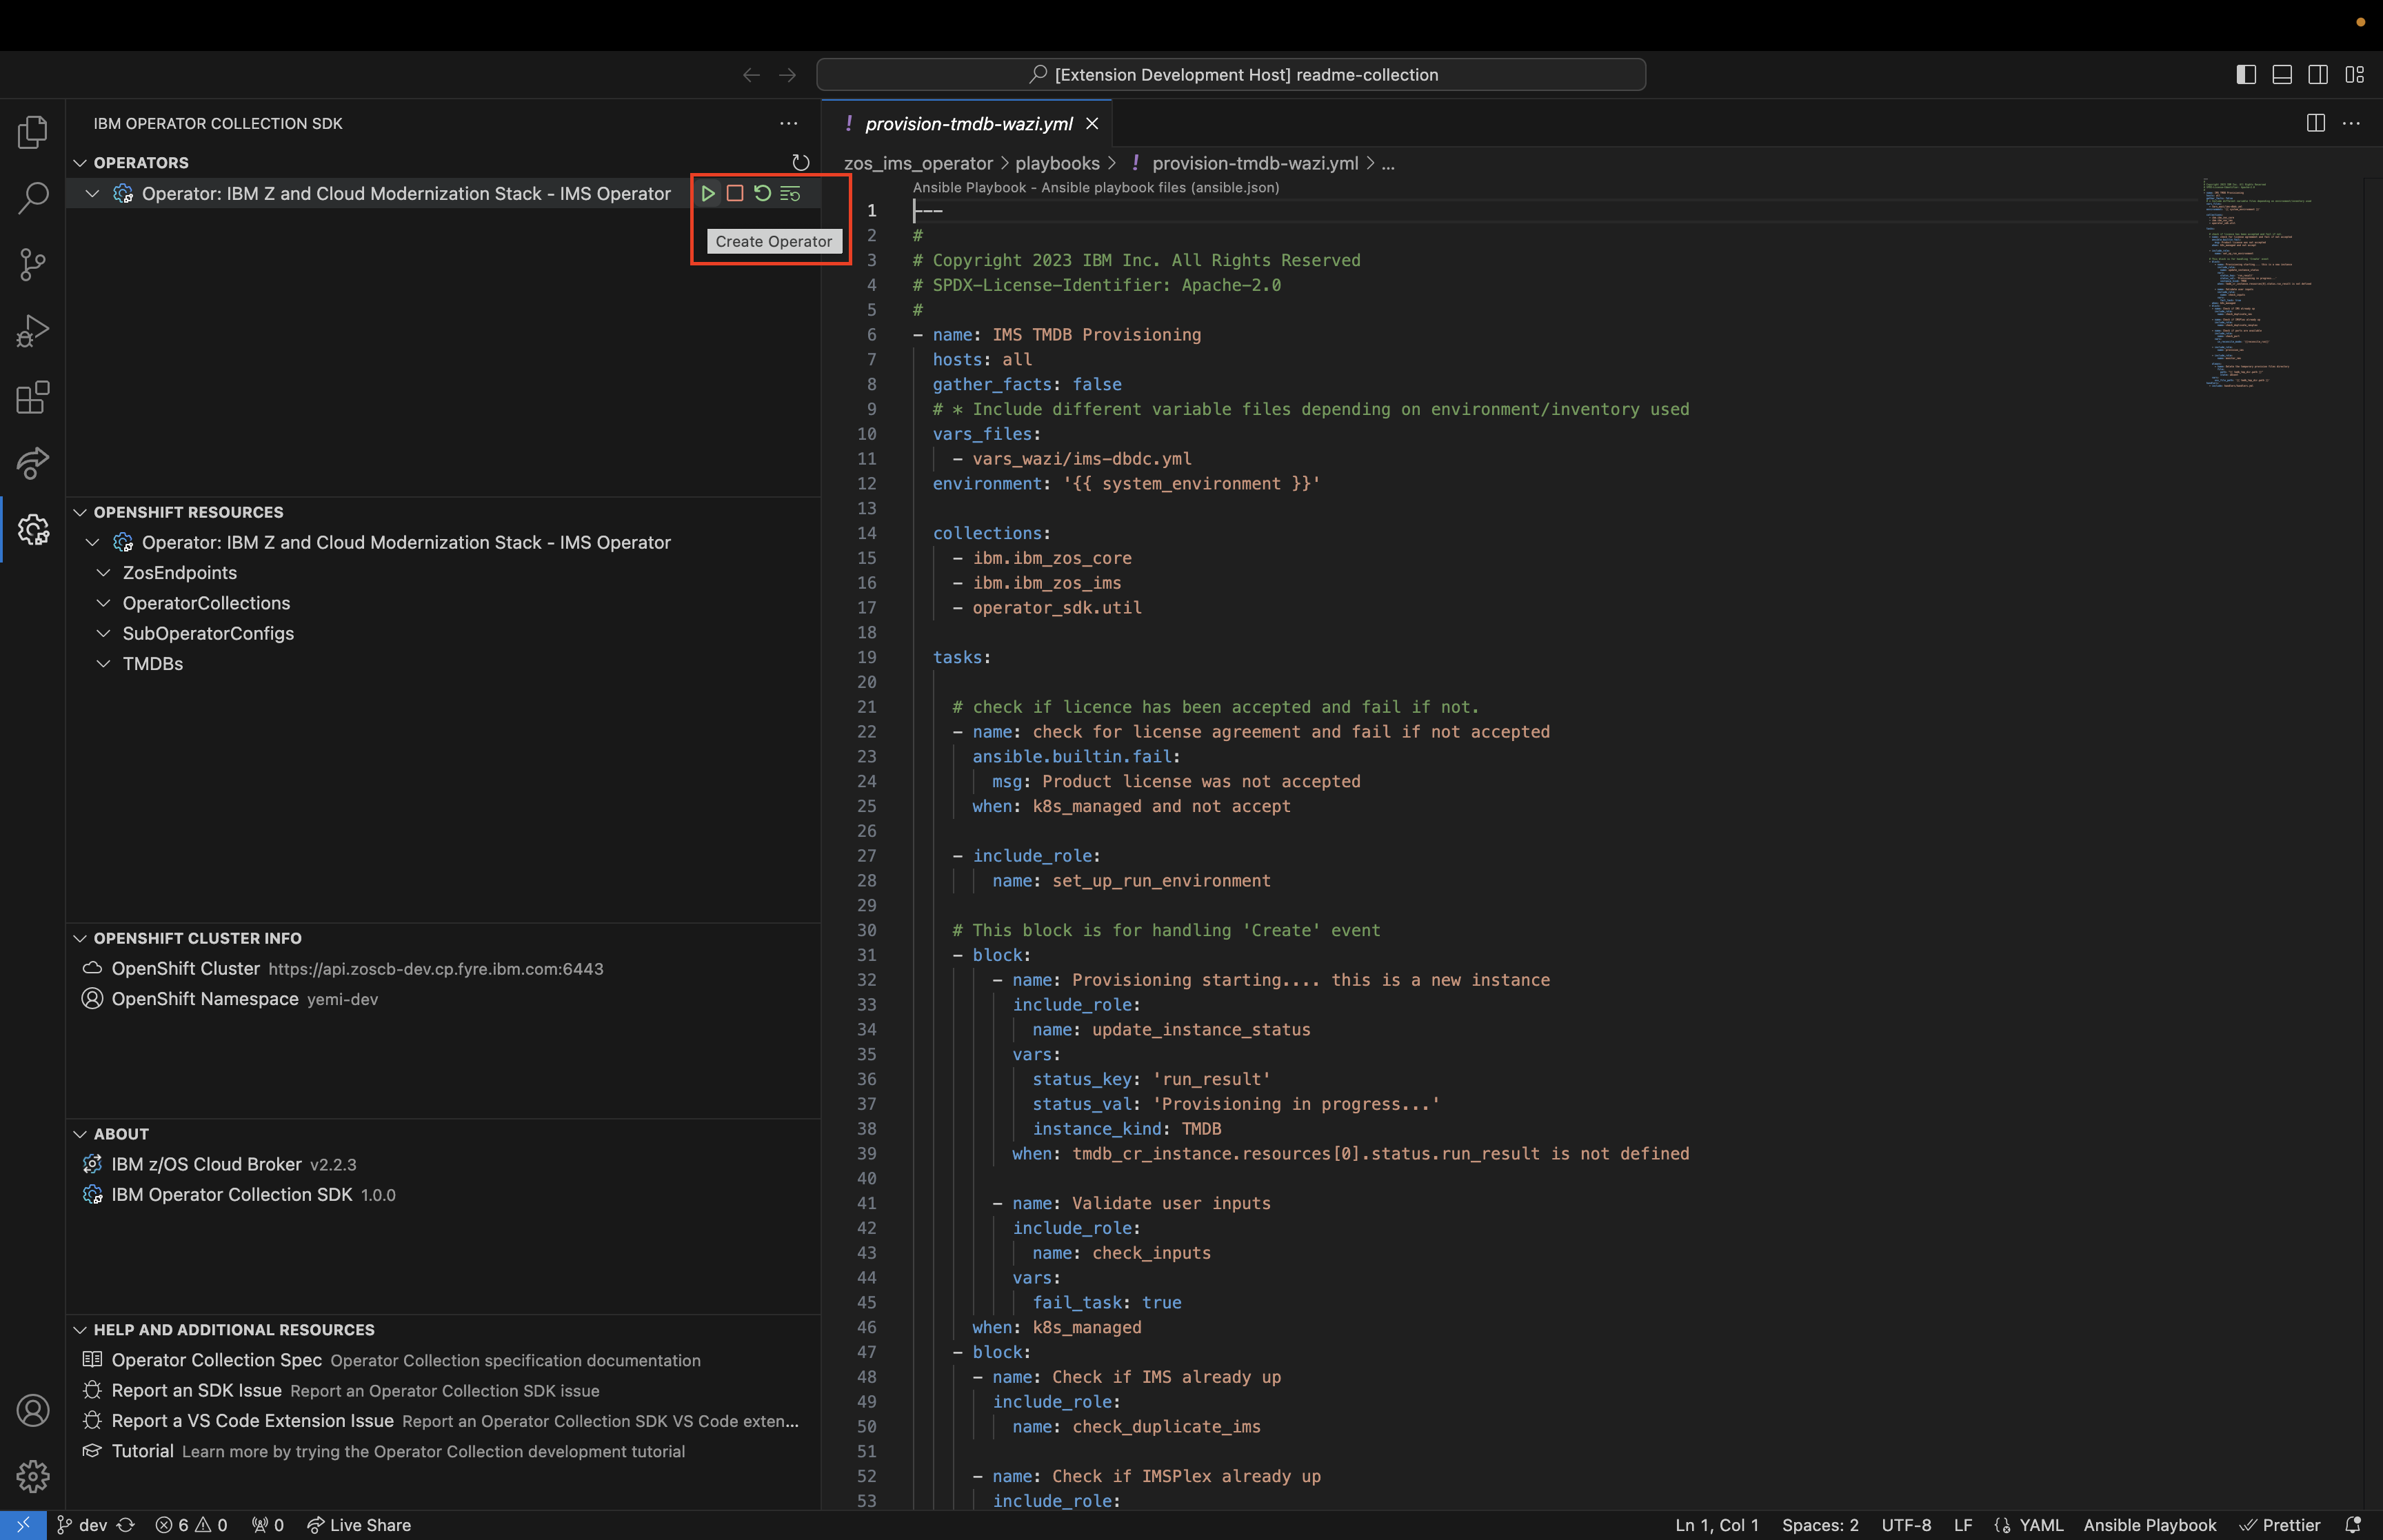 [Extension Development Host] readme-collection
IBM OPERATOR COLLECTION SDK
OPERATORS
Operator: IBM Z and Cloud Modernization Stack - IMS Operator
Create Operator
OPENSHIFT RESOURCES
Operator: IBM Z and Cloud Modernization Stack - IMS Operator
ZosEndpoints
OperatorCollections
SubOperatorConfigs
TMDBs
OPENSHIFT CLUSTER INFO
OpenShift Cluster https://api.zoscb-dev.cp.fyre.ibm.com:6443
OpenShift Namespace yemi-dev
ABOUT
IBM z/OS Cloud Broker v2.2.3
IBM Operator Collection SDK 1.0.0
HELP AND ADDITIONAL RESOURCES
Operator Collection Spec Operator Collection specification documentation
Report an SDK Issue Report an Operator Collection SDK issue
Report a VS Code Extension Issue Report an Operator Collection SDK VS Code exten...
Tutorial Learn more by trying the Operator Collection development tutorial
! provision-tmdb-wazi.yml
zos_ims_operator > playbooks > ! provision-tmdb-wazi.yml > ...
Ansible Playbook - Ansible playbook files (ansible.json)
1 ---
2 #
3 # Copyright 2023 IBM Inc. All Rights Reserved
4 # SPDX-License-Identifier: Apache-2.0
5 #
6 - name: IMS TMDB Provisioning
7 hosts: all
8 gather_facts: false
9 # * Include different variable files depending on environment/inventory used
10 vars_files:
11 - vars_wazi/ims-dbdc.yml
12 environment: '{{ system_environment }}'
13
14 collections:
15 - ibm.ibm_zos_core
16 - ibm.ibm_zos_ims
17 - operator_sdk.util
18
19 tasks:
20
21 # check if licence has been accepted and fail if not.
22 - name: check for license agreement and fail if not accepted
23 ansible.builtin.fail:
24 msg: Product license was not accepted
25 when: k8s_managed and not accept
26
27 - include_role:
28 name: set_up_run_environment
29
30 # This block is for handling 'Create' event
31 - block:
32 - name: Provisioning starting.... this is a new instance
33 include_role:
34 name: update_instance_status
35 vars:
36 status_key: 'run_result'
37 status_val: 'Provisioning in progress...'
38 instance_kind: TMDB
39 when: tmdb_cr_instance.resources[0].status.run_result is not defined
40
41 - name: Validate user inputs
42 include_role:
43 name: check_inputs
44 vars:
45 fail_task: true
46 when: k8s_managed
47 - block:
48 - name: Check if IMS already up
49 include_role:
50 name: check_duplicate_ims
51
52 - name: Check if IMSPlex already up
53 include_role:
dev 6 0 0 Live Share Ln 1, Col 1 Spaces: 2 UTF-8 LF YAML Ansible Playbook Prettier